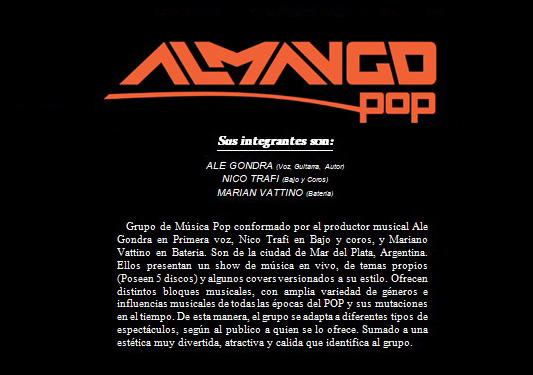 ALMANGO
pop
Sus integrantes son:
ALE GONDRA (Voz, Guitarra, Autor)
NICO TRAFI (Bajo y Coros)
MARIAN VATTINO (Batería)
Grupo de Música Pop conformado por el productor musical Ale
Gondra en Primera voz, Nico Trafi en Bajo y coros, y Mariano
Vattino en Bateria. Son de la ciudad de Mar del Plata, Argentina.
Ellos presentan un show de música en vivo, de temas propios
(Poseen 5 discos) y algunos covers versionados a su estilo. Ofrecen
distintos bloques musicales, con amplia variedad de géneros e
influencias musicales de todas las épocas del POP y sus mutaciones
en el tiempo. De esta manera, el grupo se adapta a diferentes tipos de
espectáculos, según al publico a quien se lo ofrece. Sumado a una
estética muy divertida, atractiva y calida que identifica al grupo.